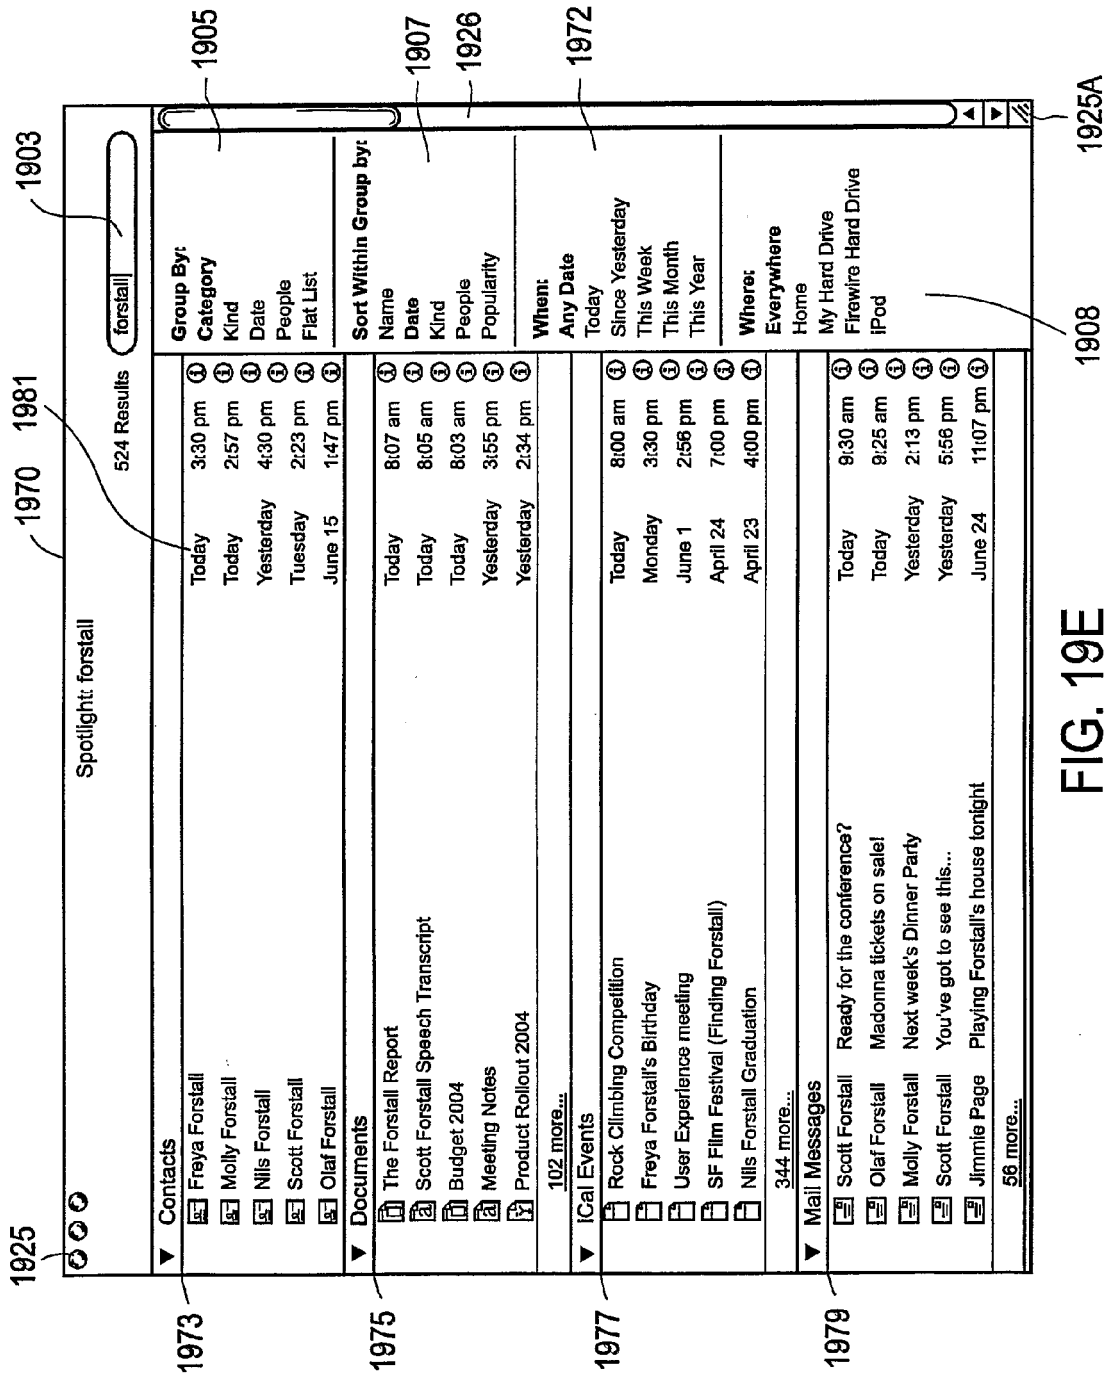 1925
1970
1981
1903
1905
1907
1926
1972
1925A
1908
1973
1975
1977
1979
Spotlight: forstall
524 Results
forstall
Contacts
Freya Forstall Today 3:30 pm
Molly Forstall Today 2:57 pm
Nils Forstall Yesterday 4:30 pm
Scott Forstall Tuesday 2:23 pm
Olaf Forstall June 15 1:47 pm
Documents
The Forstall Report Today 8:07 am
Scott Forstall Speech Transcript Today 8:05 am
Budget 2004 Today 8:03 am
Meeting Notes Yesterday 3:55 pm
Product Rollout 2004 Yesterday 2:34 pm
102 more...
iCal Events
Rock Climbing Competition Today 8:00 am
Freya Forstall's Birthday Monday 3:30 pm
User Experience meeting June 1 2:56 pm
SF Film Festival (Finding Forstall) April 24 7:00 pm
Nils Forstall Graduation April 23 4:00 pm
344 more...
Mail Messages
Scott Forstall Ready for the conference? Today 9:30 am
Olaf Forstall Madonna tickets on sale! Today 9:25 am
Molly Forstall Next week's Dinner Party Yesterday 2:13 pm
Scott Forstall You've got to see this... Yesterday 5:56 pm
Jimmie Page Playing Forstall's house tonight June 24 11:07 pm
56 more...
Group By:
Category
Kind
Date
People
Flat List
Sort Within Group by:
Name
Date
Kind
People
Popularity
When:
Any Date
Today
Since Yesterday
This Week
This Month
This Year
Where:
Everywhere
Home
My Hard Drive
Firewire Hard Drive
iPod
FIG. 19E